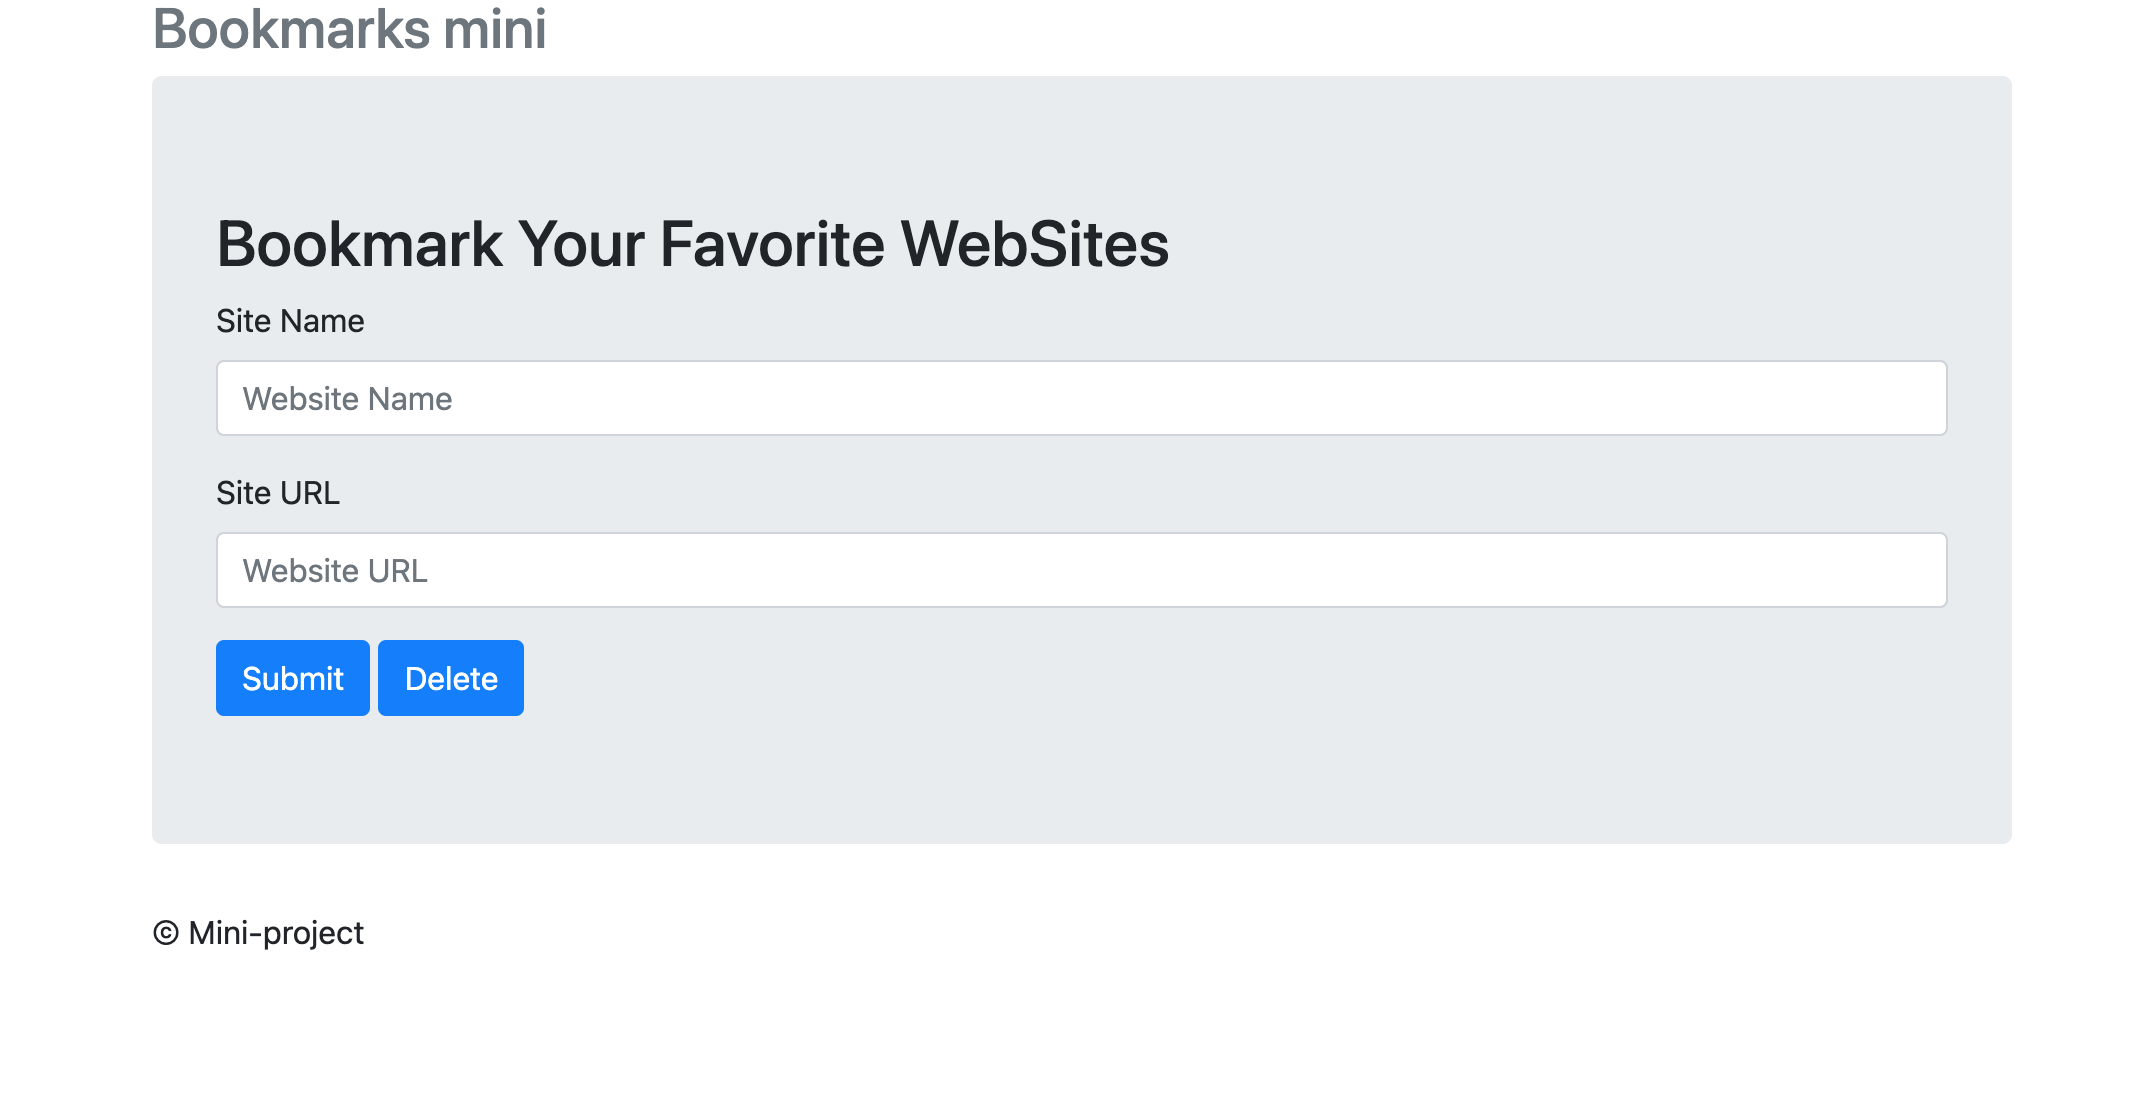 Bookmarks mini
Bookmark Your Favorite WebSites
Site Name
Website Name
Site URL
Website URL
Submit Delete
© Mini-project